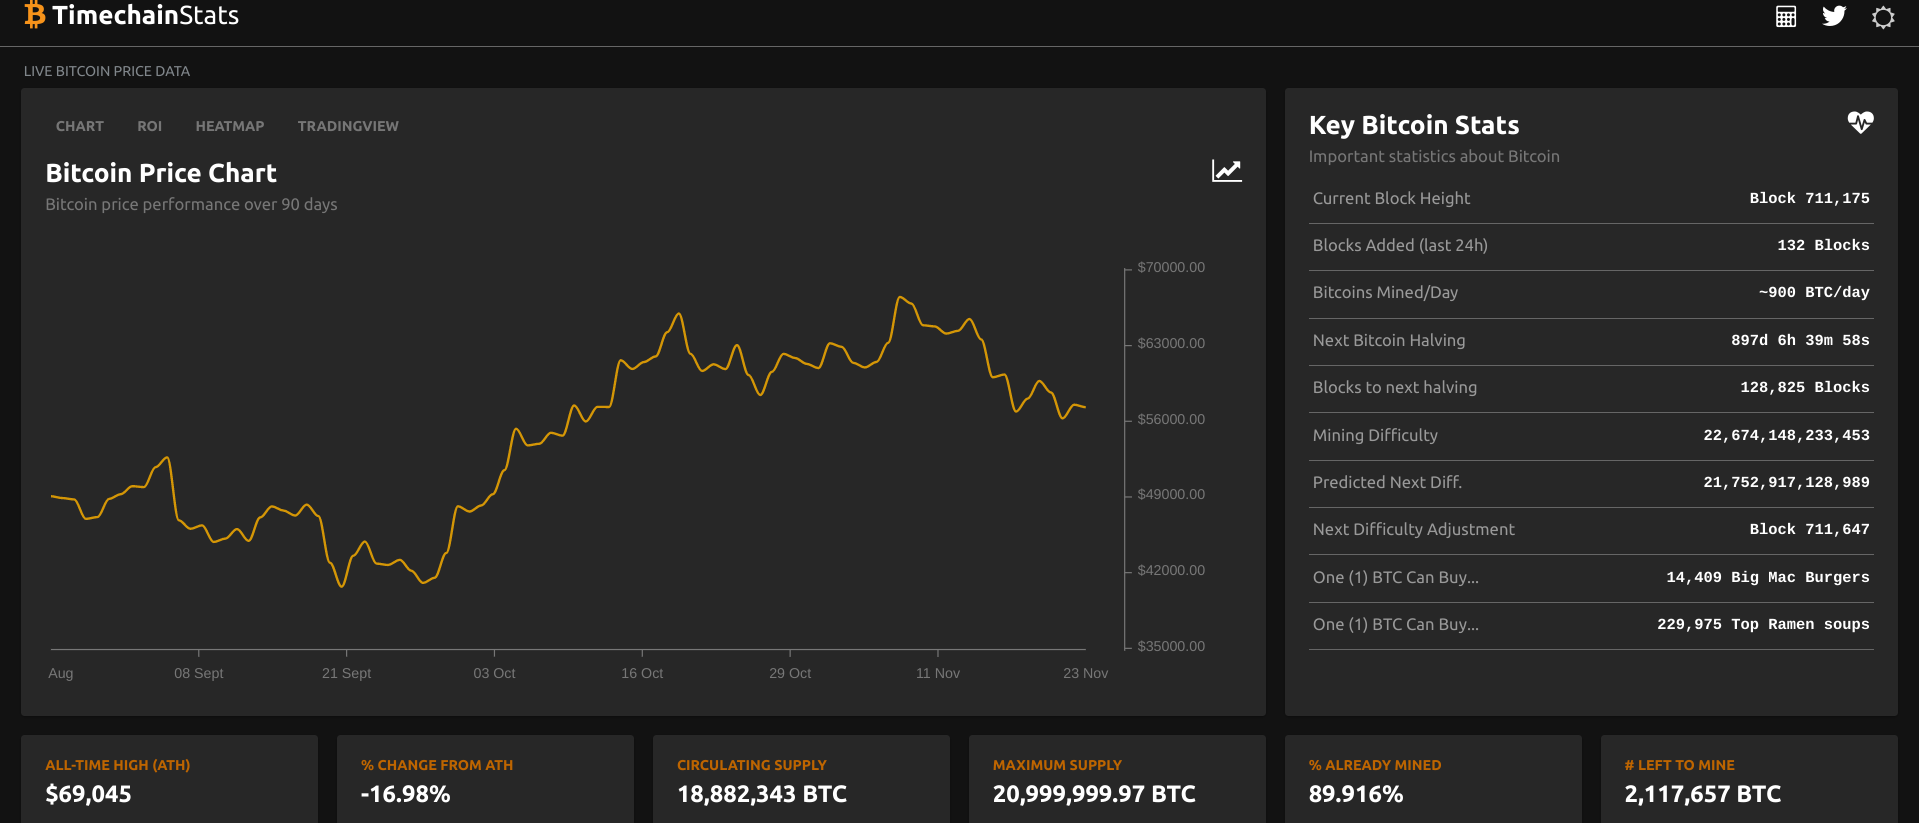 TimechainStats
LIVE BITCOIN PRICE DATA
CHART ROI HEATMAP TRADINGVIEW
Bitcoin Price Chart
Bitcoin price performance over 90 days
$70000.00
$63000.00
$56000.00
$49000.00
$42000.00
$35000.00
Aug 08 Sept 21 Sept 03 Oct 16 Oct 29 Oct 11 Nov 23 Nov
Key Bitcoin Stats
Important statistics about Bitcoin
Current Block Height Block 711,175
Blocks Added (last 24h) 132 Blocks
Bitcoins Mined/Day ~900 BTC/day
Next Bitcoin Halving 897d 6h 39m 58s
Blocks to next halving 128,825 Blocks
Mining Difficulty 22,674,148,233,453
Predicted Next Diff. 21,752,917,128,989
Next Difficulty Adjustment Block 711,647
One (1) BTC Can Buy... 14,409 Big Mac Burgers
One (1) BTC Can Buy... 229,975 Top Ramen soups
ALL-TIME HIGH (ATH)
$69,045
% CHANGE FROM ATH
-16.98%
CIRCULATING SUPPLY
18,882,343 BTC
MAXIMUM SUPPLY
20,999,999.97 BTC
% ALREADY MINED
89.916%
# LEFT TO MINE
2,117,657 BTC